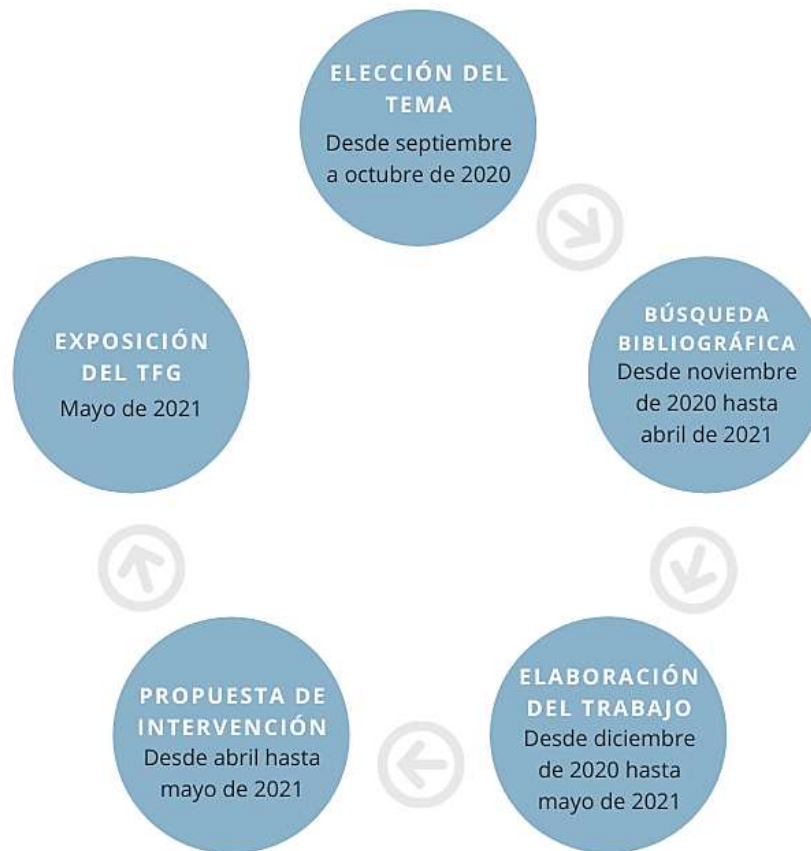 ELECCIÓN DEL
TEMA
Desde septiembre
a octubre de 2020
BÚSQUEDA
BIBLIOGRÁFICA
Desde noviembre
de 2020 hasta
abril de 2021
ELABORACIÓN
DEL TRABAJO
Desde diciembre
de 2020 hasta
mayo de 2021
PROPUESTA DE
INTERVENCIÓN
Desde abril hasta
mayo de 2021
EXPOSICIÓN
DEL TFG
Mayo de 2021